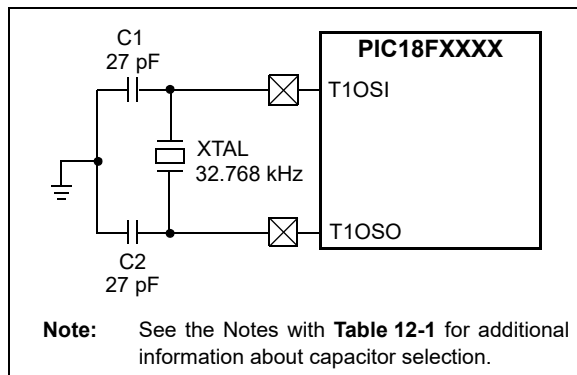 C1
27 pF
PIC18FXXXX
T1OSI
XTAL
32.768 kHz
T1OSO
C2
27 pF
Note: See the Notes with Table 12-1 for additional
information about capacitor selection.